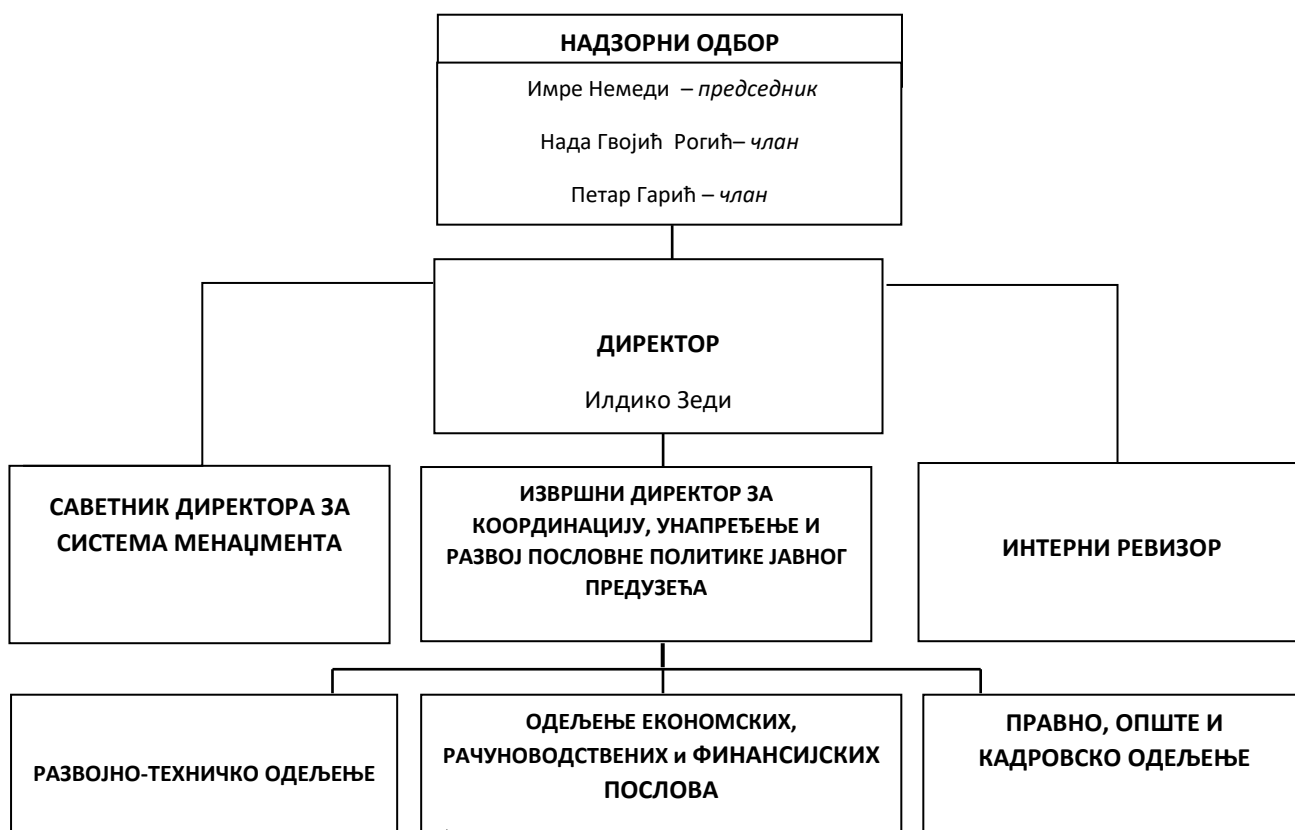 НАДЗОРНИ ОДБОР
Имре Немеди – председник
Нада Гвојић Рогић– члан
Петар Гарић – члан
ДИРЕКТОР
Илдико Зеди
САВЕТНИК ДИРЕКТОРА ЗА
СИСТЕМА МЕНАЏМЕНТА
ИЗВРШНИ ДИРЕКТОР ЗА
КООРДИНАЦИЈУ, УНАПРЕЂЕЊЕ И
РАЗВОЈ ПОСЛОВНЕ ПОЛИТИКЕ ЈАВНОГ
ПРЕДУЗЕЋА
ИНТЕРНИ РЕВИЗОР
РАЗВОЈНО-ТЕХНИЧКО ОДЕЉЕЊЕ
ОДЕЉЕЊЕ ЕКОНОМСКИХ,
РАЧУНОВОДСТВЕНИХ и ФИНАНСИЈСКИХ
ПОСЛОВА
ПРАВНО, ОПШТЕ И
КАДРОВСКО ОДЕЉЕЊЕ